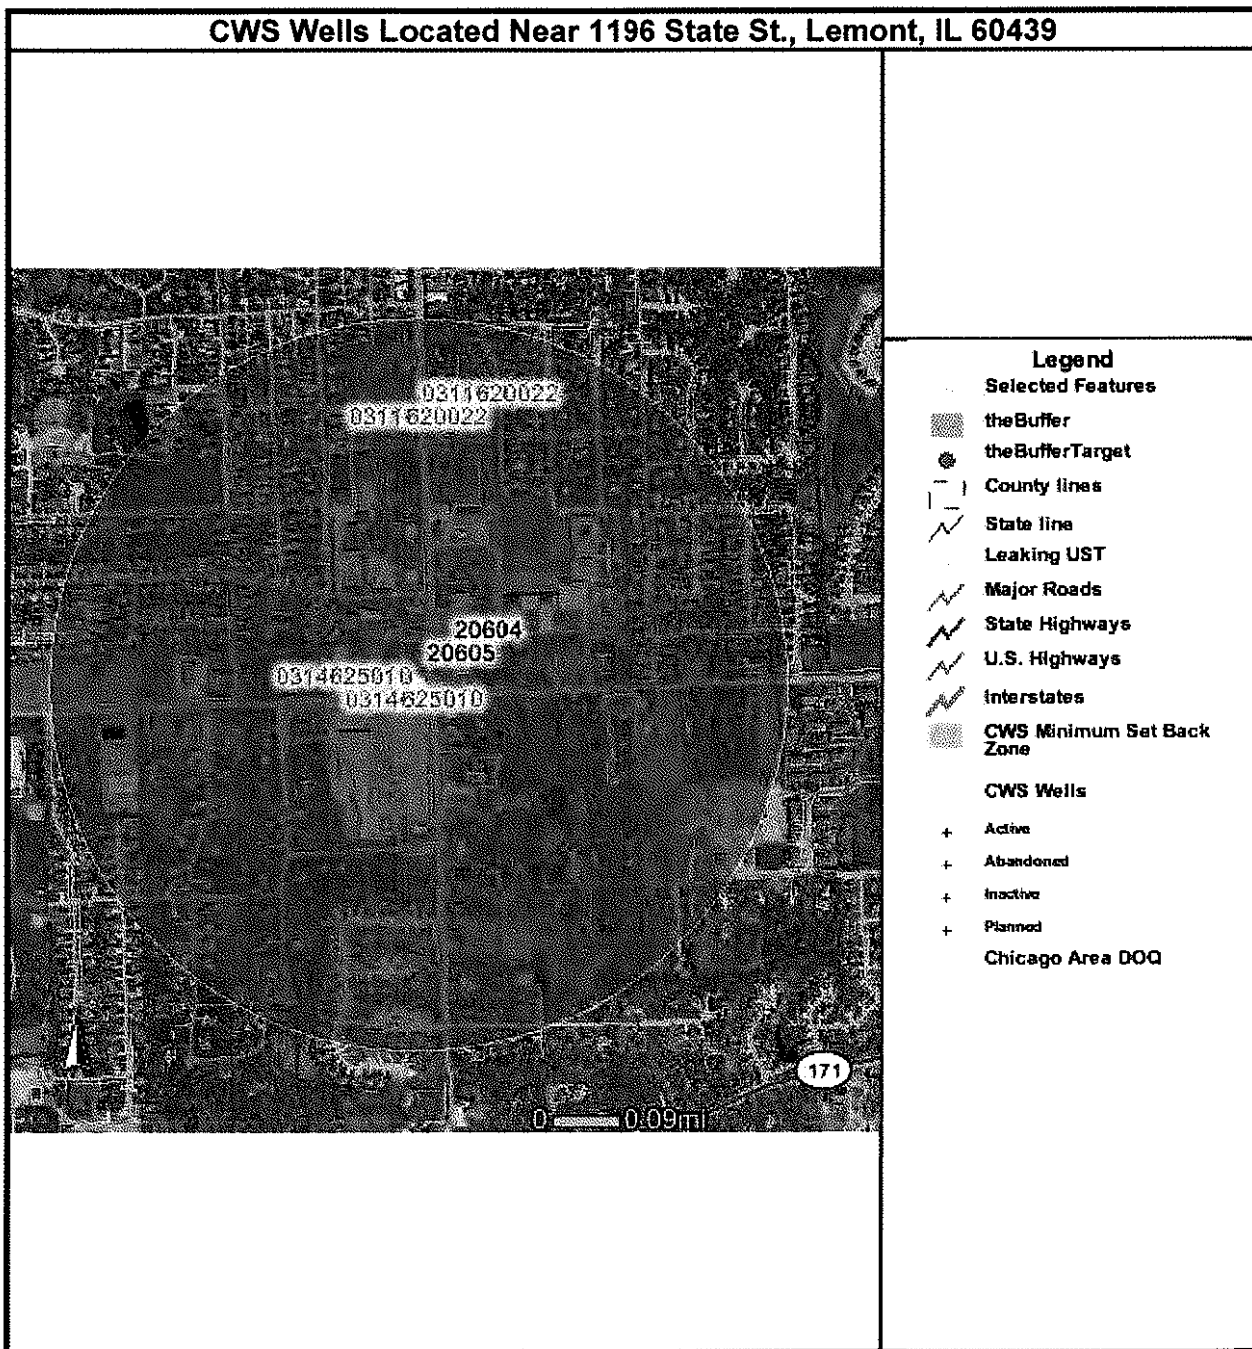 CWS Wells Located Near 1196 State St., Lemont, IL 60439
0311620022
0311620022
20604
20605
0314625010
0314625010
171
0 0.09mi
Legend
Selected Features
theBuffer
theBufferTarget
County lines
State line
Leaking UST
Major Roads
State Highways
U.S. Highways
Interstates
CWS Minimum Set Back
Zone
CWS Wells
Active
Abandoned
Inactive
Planned
Chicago Area DOQ